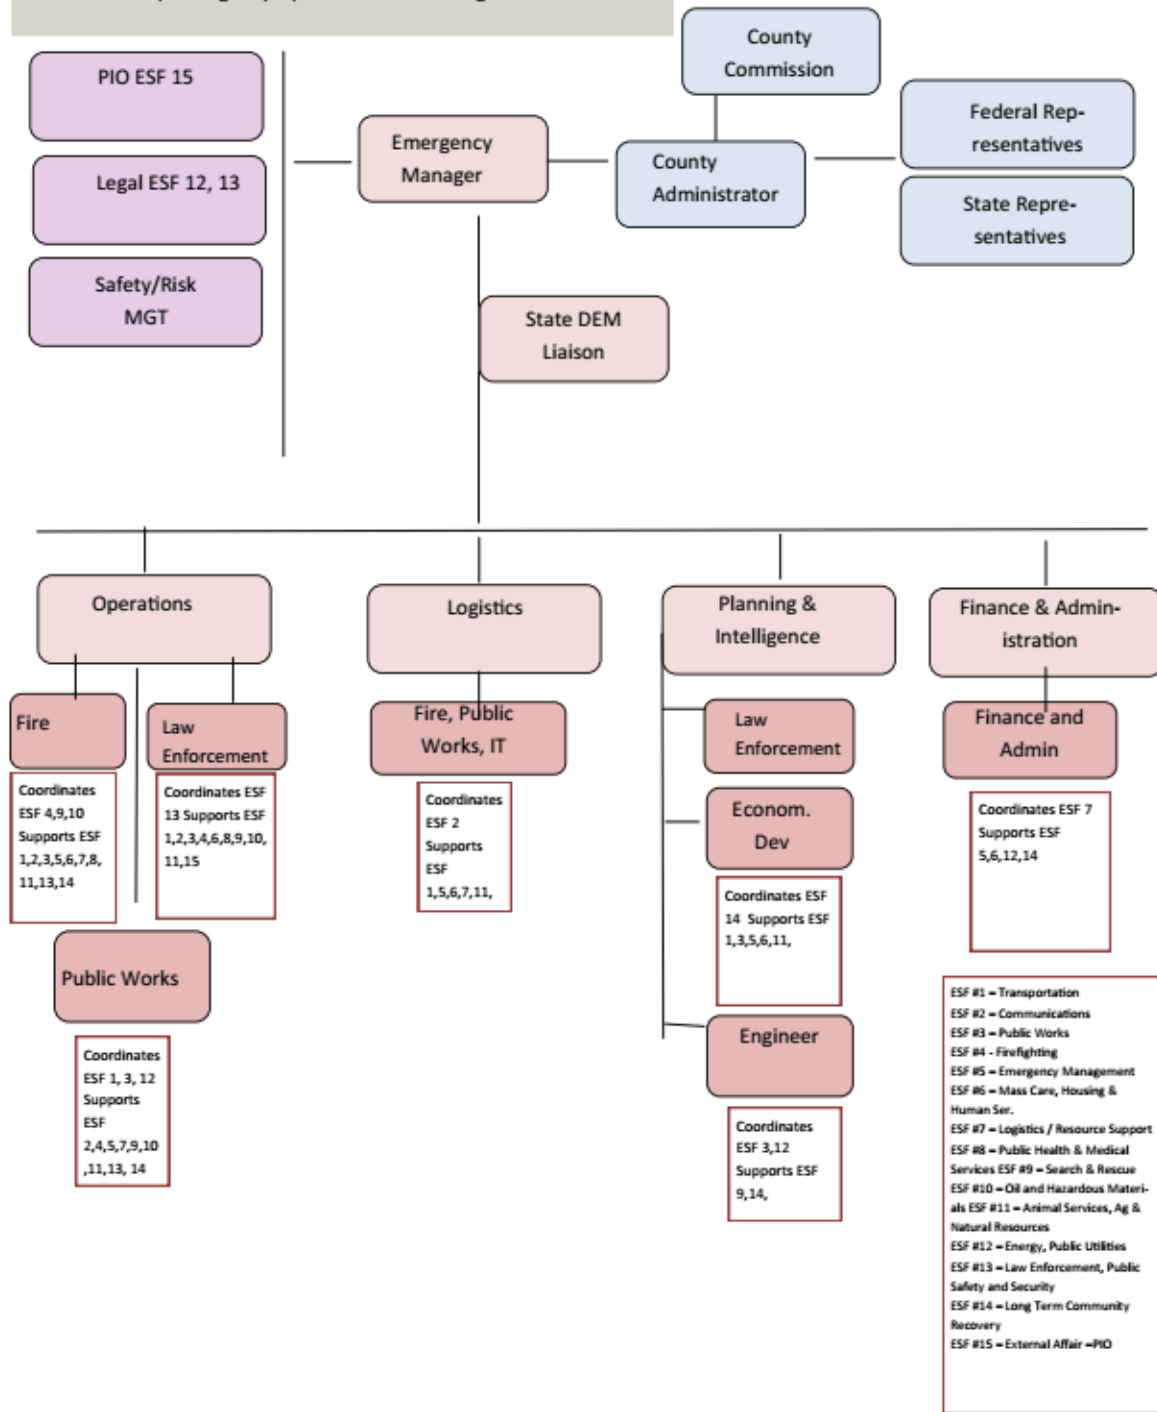 County
Commission
PIO ESF 15
Federal Rep-
resentatives
Emergency
Manager
County
Administrator
Legal ESF 12, 13
State Repre-
sentatives
Safety/Risk
MGT
State DEM
Liaison
Operations
Logistics
Planning &
Intelligence
Finance & Admin-
istration
Fire
Law
Enforcement
Fire, Public
Works, IT
Law
Enforcement
Finance and
Admin
Coordinates
ESF 4,9,10
Supports ESF
1,2,3,5,6,7,8,
11,13,14
Coordinates ESF
13 Supports ESF
1,2,3,4,6,8,9,10,
11,15
Coordinates
ESF 2
Supports
ESF
1,5,6,7,11,
Econom.
Dev
Coordinates ESF 7
Supports ESF
5,6,12,14
Coordinates ESF
14 Supports ESF
1,3,5,6,11,
Public Works
Engineer
Coordinates
ESF 1, 3, 12
Supports
ESF
2,4,5,7,9,10
,11,13, 14
Coordinates
ESF 3,12
Supports ESF
9,14,
ESF #1 – Transportation
ESF #2 – Communications
ESF #3 – Public Works
ESF #4 - Firefighting
ESF #5 – Emergency Management
ESF #6 – Mass Care, Housing &
Human Ser.
ESF #7 – Logistics / Resource Support
ESF #8 – Public Health & Medical
Services ESF #9 – Search & Rescue
ESF #10 – Oil and Hazardous Materi-
als ESF #11 – Animal Services, Ag &
Natural Resources
ESF #12 – Energy, Public Utilities
ESF #13 – Law Enforcement, Public
Safety and Security
ESF #14 – Long Term Community
Recovery
ESF #15 – External Affair –PIO